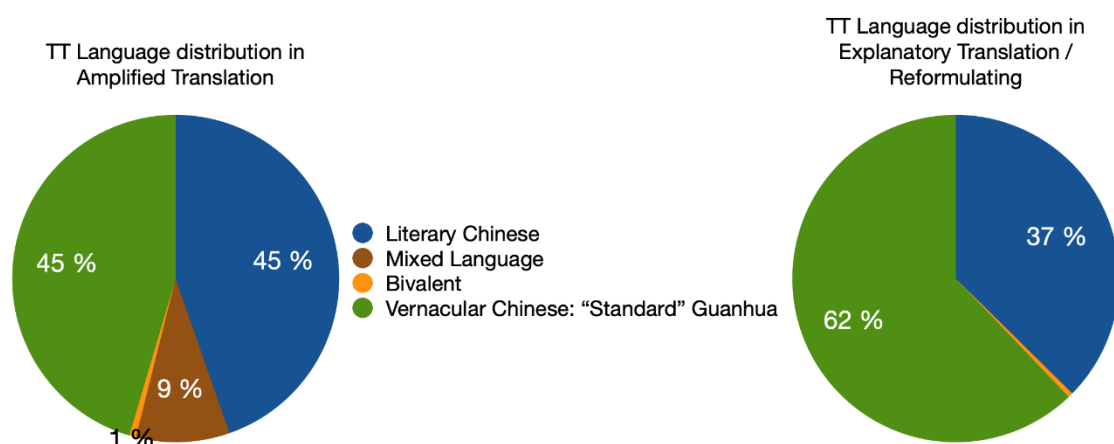 TT Language distribution in
Amplified Translation
45 %
45 %
9 %
1 %
Literary Chinese
Mixed Language
Bivalent
Vernacular Chinese: “Standard” Guanhua
TT Language distribution in
Explanatory Translation /
Reformulating
37 %
62 %